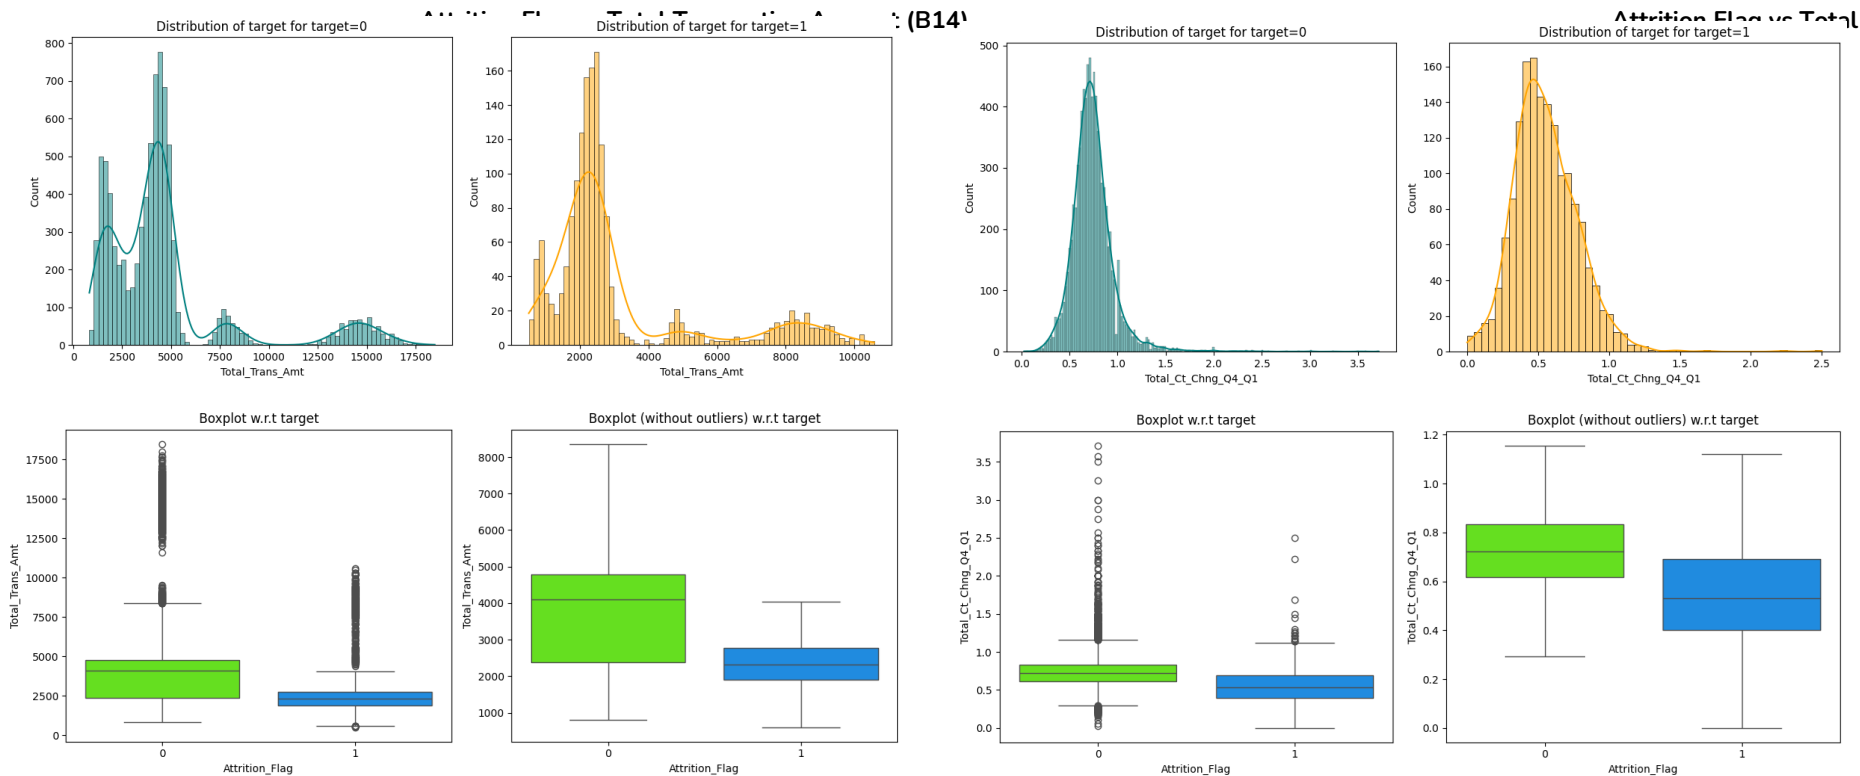 (B14)
Attrition Flag vs Total
Distribution of target for target=0
800
700
600
500
400
300
200
100
0
Count
0 2500 5000 7500 10000 12500 15000 17500
Total_Trans_Amt
Distribution of target for target=1
160
140
120
100
80
60
40
20
0
Count
2000 4000 6000 8000 10000
Total_Trans_Amt
Distribution of target for target=0
500
400
300
200
100
0
Count
0.0 0.5 1.0 1.5 2.0 2.5 3.0 3.5
Total_Ct_Chng_Q4_Q1
Distribution of target for target=1
160
140
120
100
80
60
40
20
0
Count
0.0 0.5 1.0 1.5 2.0 2.5
Total_Ct_Chng_Q4_Q1
Boxplot w.r.t target
17500
15000
12500
10000
7500
5000
2500
0
Total_Trans_Amt
0 1
Attrition_Flag
Boxplot (without outliers) w.r.t target
8000
7000
6000
5000
4000
3000
2000
1000
Total_Trans_Amt
0 1
Attrition_Flag
Boxplot w.r.t target
3.5
3.0
2.5
2.0
1.5
1.0
0.5
0.0
Total_Ct_Chng_Q4_Q1
0 1
Attrition_Flag
Boxplot (without outliers) w.r.t target
1.2
1.0
0.8
0.6
0.4
0.2
0.0
Total_Ct_Chng_Q4_Q1
0 1
Attrition_Flag